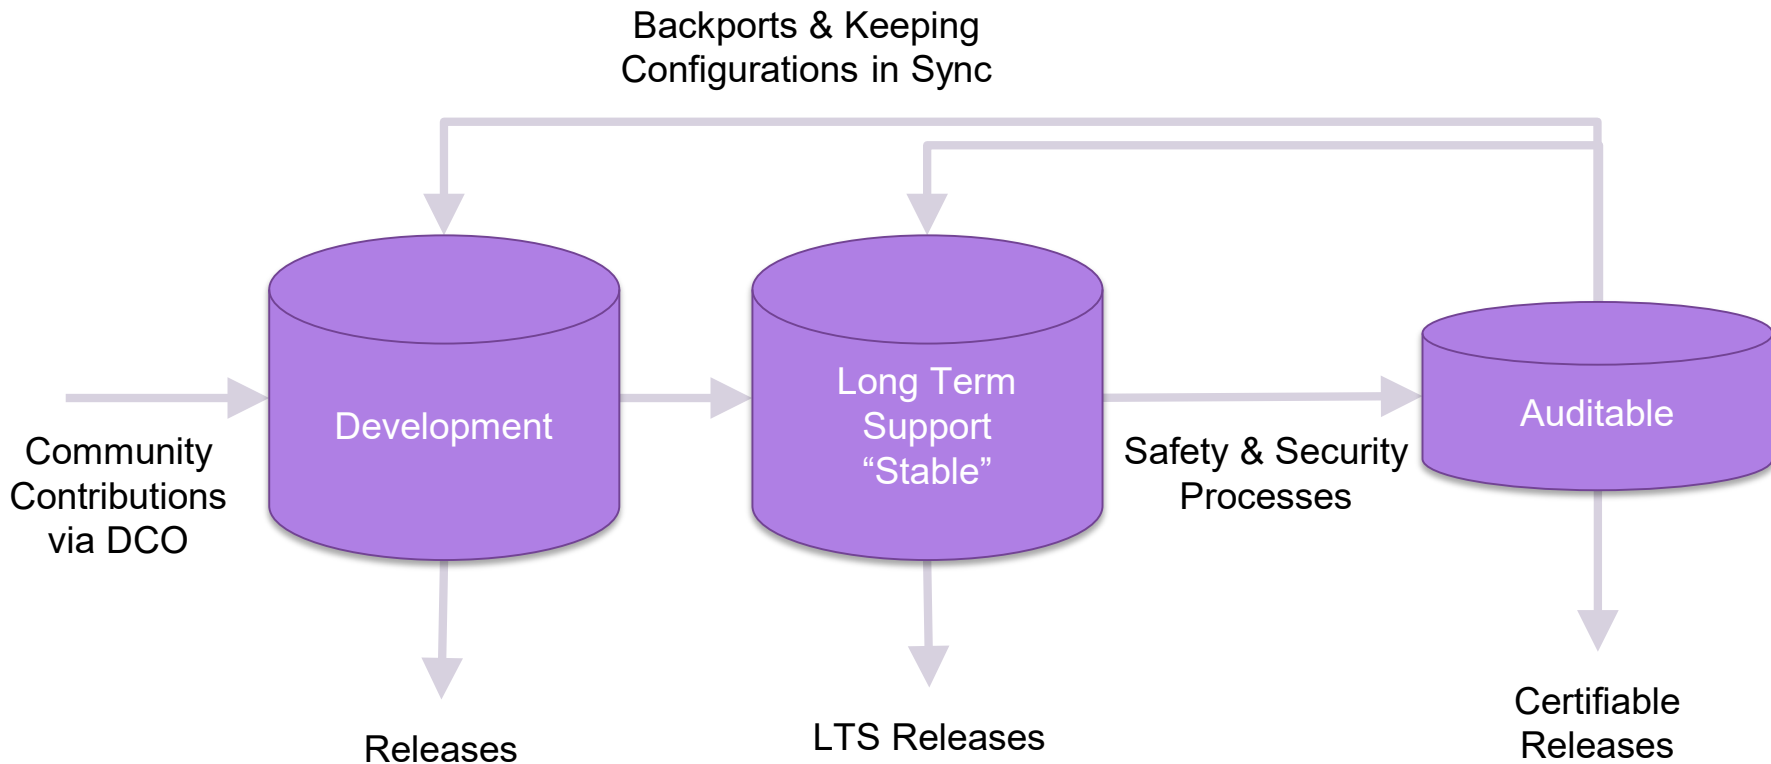 Backports & Keeping
Configurations in Sync
Community
Contributions
via DCO
Development
Long Term
Support
“Stable”
Safety & Security
Processes
Auditable
Releases
LTS Releases
Certifiable
Releases